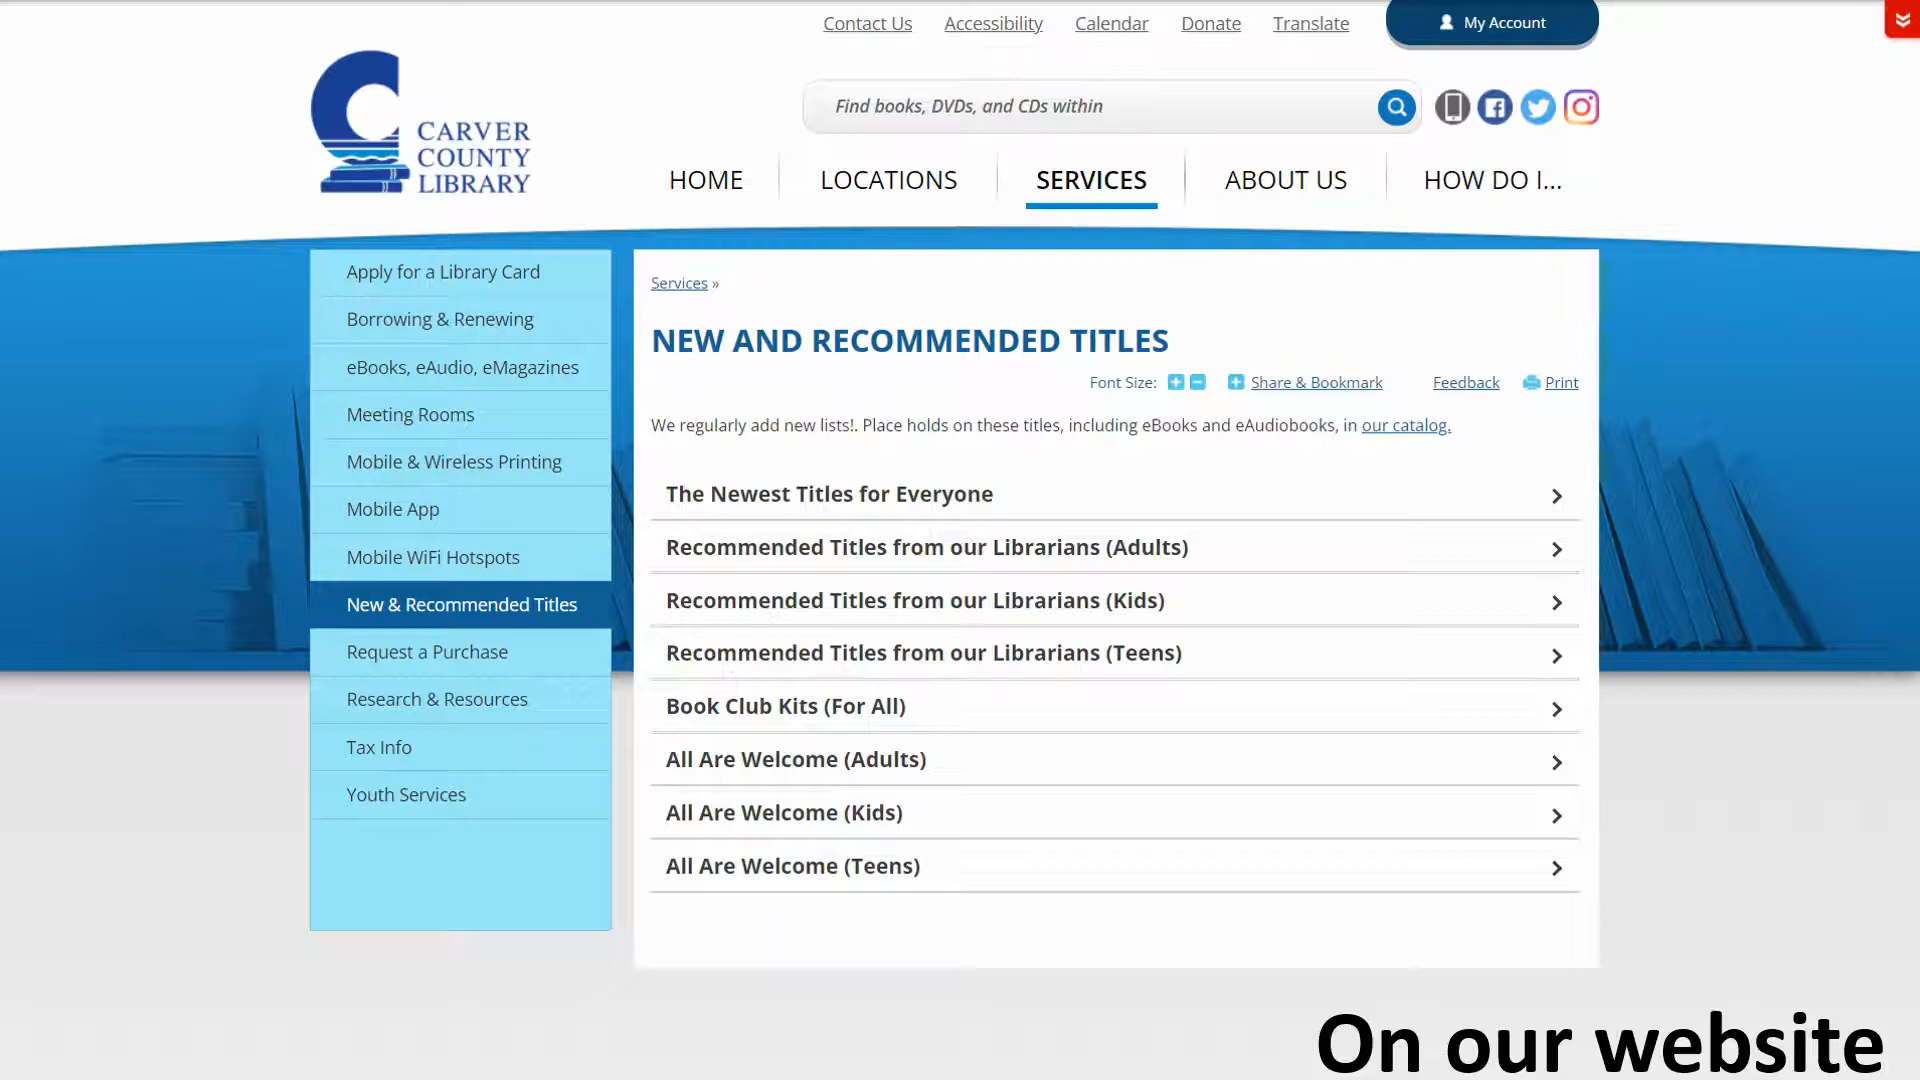 Contact Us Accessibility Calendar Donate Translate My Account
CARVER
COUNTY
LIBRARY
Find books, DVDs, and CDs within
HOME LOCATIONS SERVICES ABOUT US HOW DO I...
Apply for a Library Card
Borrowing & Renewing
eBooks, eAudio, eMagazines
Meeting Rooms
Mobile & Wireless Printing
Mobile App
Mobile WiFi Hotspots
New & Recommended Titles
Request a Purchase
Research & Resources
Tax Info
Youth Services
Services »
NEW AND RECOMMENDED TITLES
Font Size: Share & Bookmark Feedback Print
We regularly add new lists!. Place holds on these titles, including eBooks and eAudiobooks, in our catalog.
The Newest Titles for Everyone
Recommended Titles from our Librarians (Adults)
Recommended Titles from our Librarians (Kids)
Recommended Titles from our Librarians (Teens)
Book Club Kits (For All)
All Are Welcome (Adults)
All Are Welcome (Kids)
All Are Welcome (Teens)
On our website